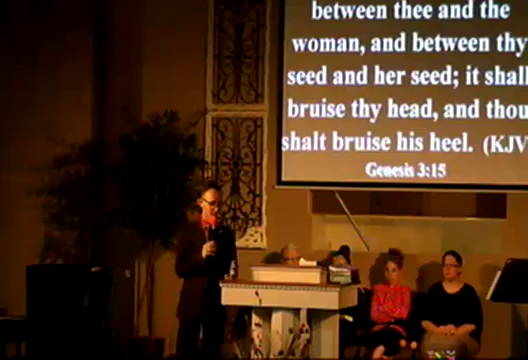 between thee and the
woman, and between thy
seed and her seed; it shall
bruise thy head, and thou
shalt bruise his heel. (KJV
Genesis 3:15